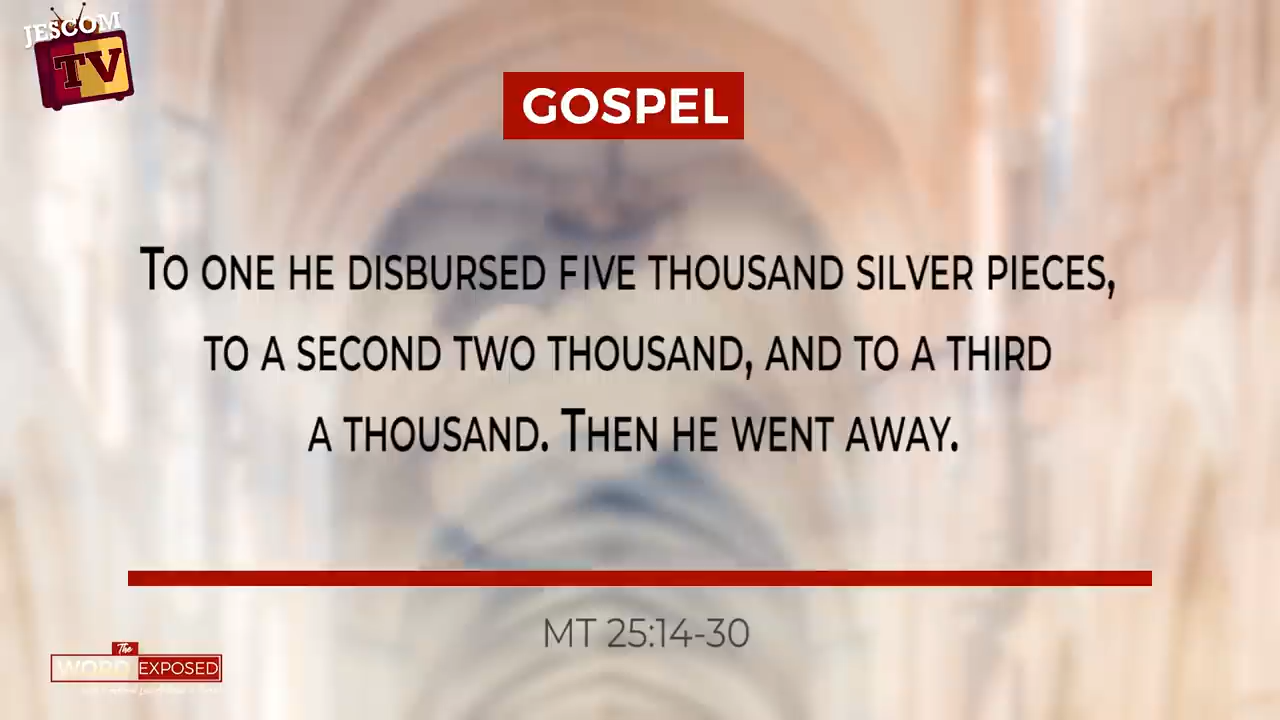 JESCOM
TV
GOSPEL
TO ONE HE DISBURSED FIVE THOUSAND SILVER PIECES,
TO A SECOND TWO THOUSAND, AND TO A THIRD
A THOUSAND. THEN HE WENT AWAY.
MT 25:14-30
The
WORD EXPOSED